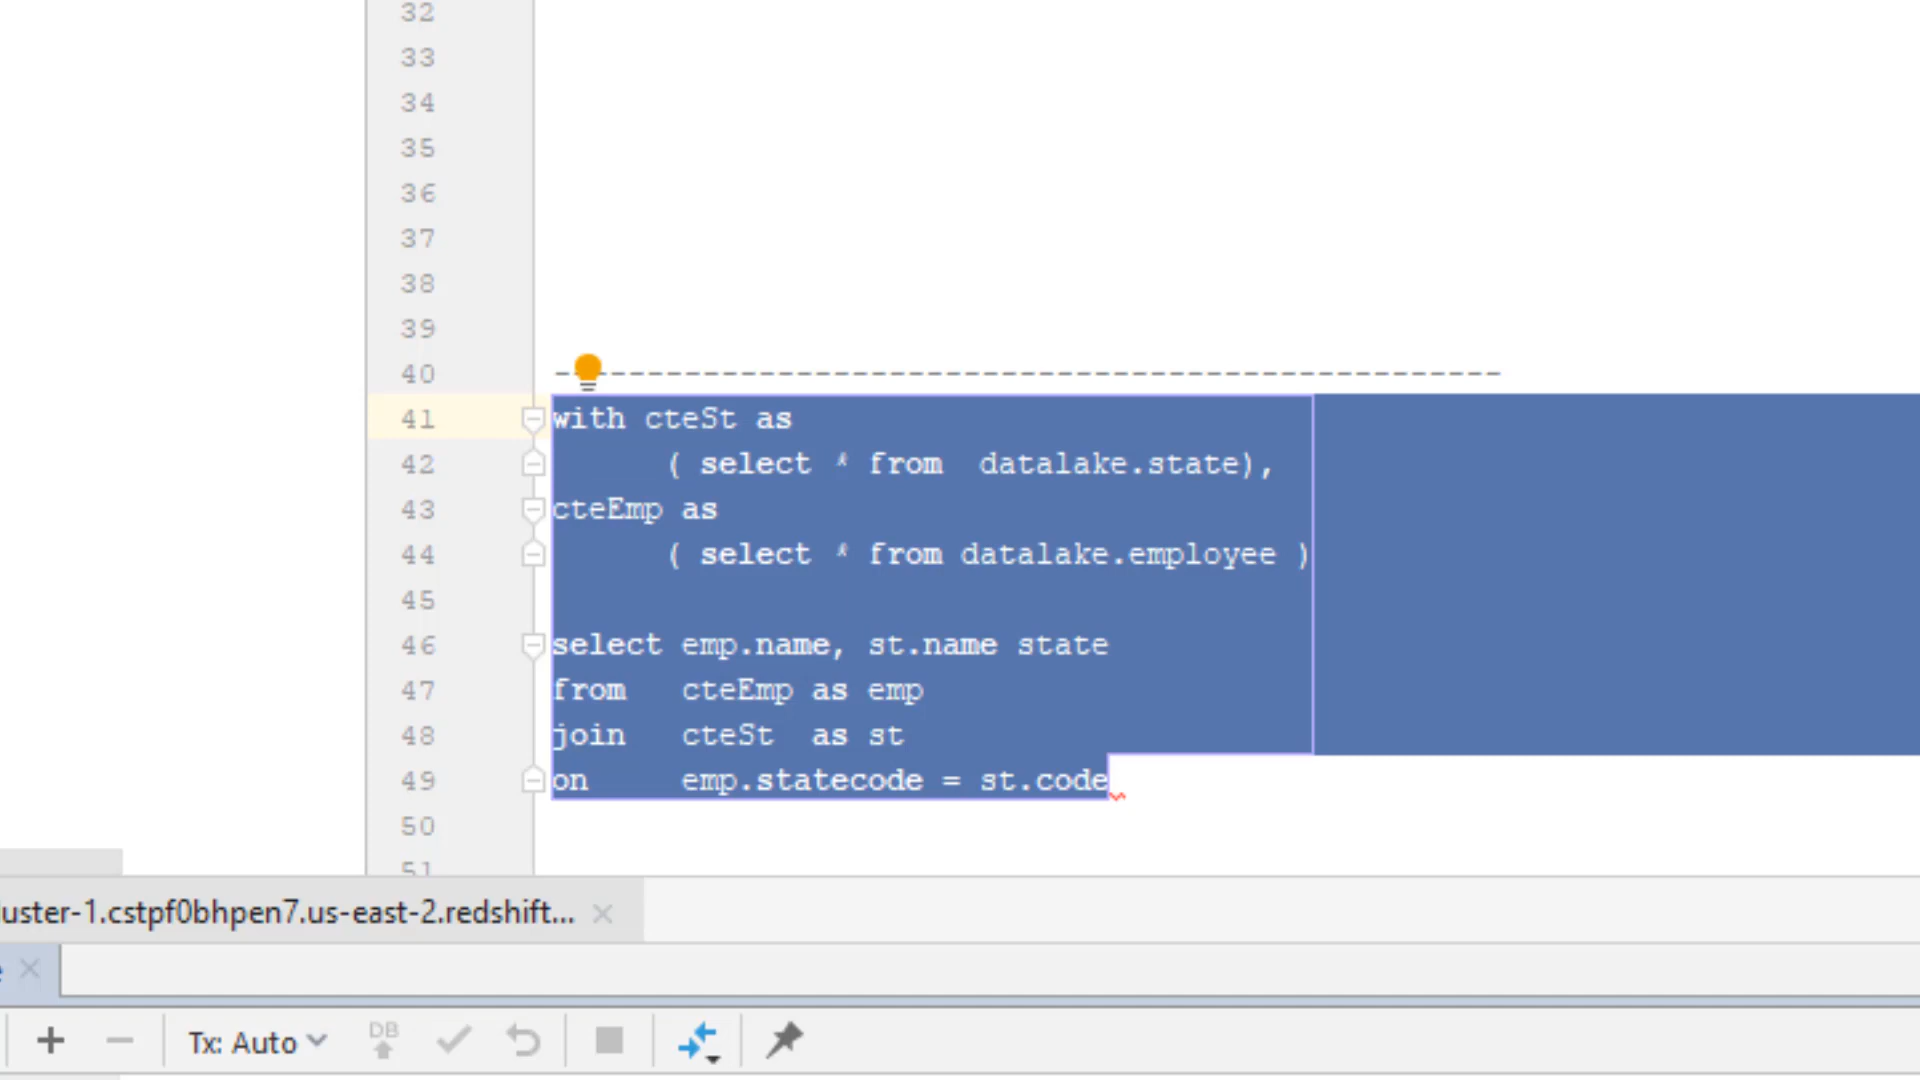 32
33
34
35
36
37
38
39
40 ---------------------------------------------------
41 with cteSt as
42 ( select * from datalake.state),
43 cteEmp as
44 ( select * from datalake.employee )
45
46 select emp.name, st.name state
47 from cteEmp as emp
48 join cteSt as st
49 on emp.statecode = st.code
50
51
luster-1.cstpf0bhpen7.us-east-2.redshift...
Tx: Auto
DB